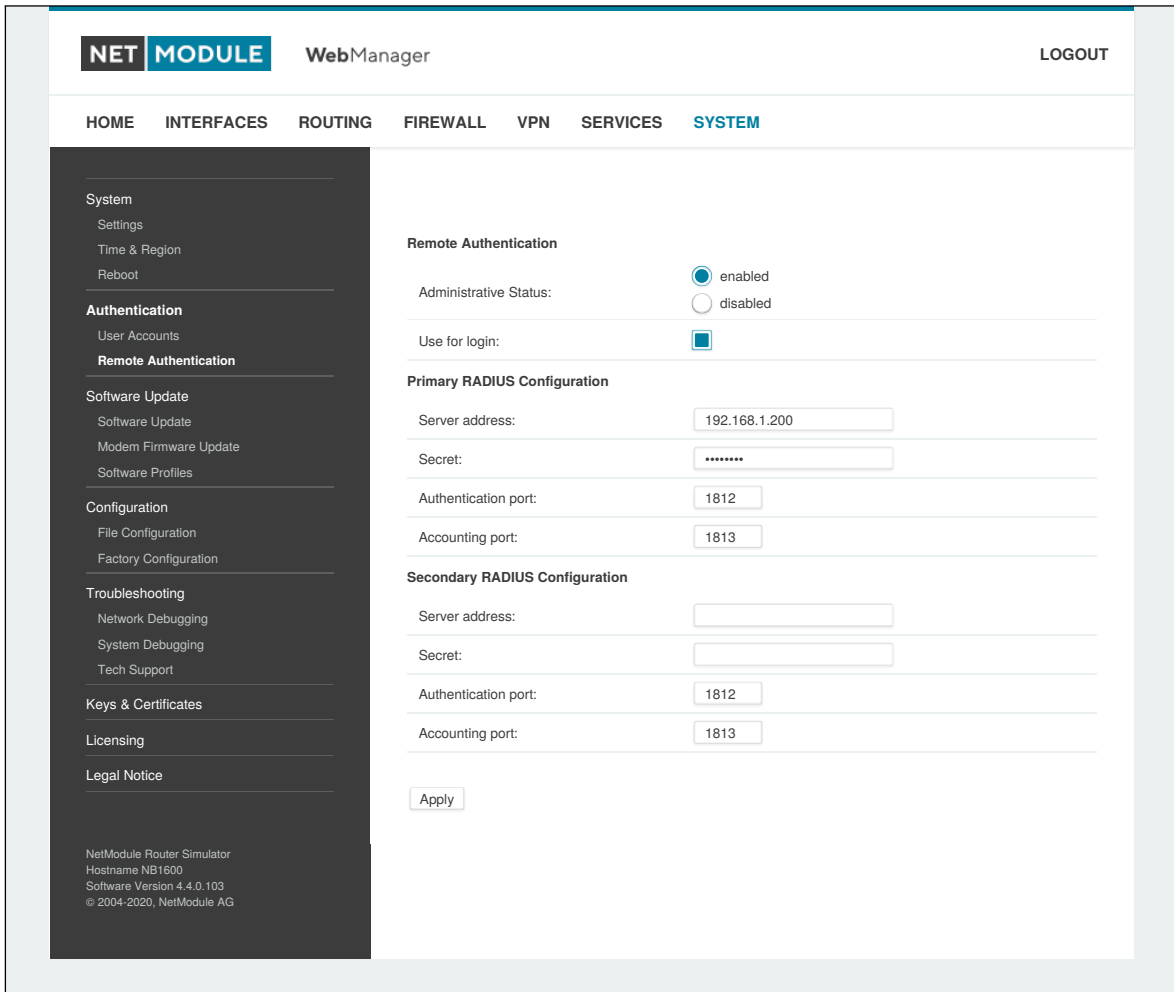 NET MODULE WebManager LOGOUT
HOME INTERFACES ROUTING FIREWALL VPN SERVICES SYSTEM
System
Settings
Time & Region
Reboot
Authentication
User Accounts
Remote Authentication
Software Update
Software Update
Modem Firmware Update
Software Profiles
Configuration
File Configuration
Factory Configuration
Troubleshooting
Network Debugging
System Debugging
Tech Support
Keys & Certificates
Licensing
Legal Notice
NetModule Router Simulator
Hostname NB1600
Software Version 4.4.0.103
© 2004-2020, NetModule AG
Remote Authentication
Administrative Status: enabled
disabled
Use for login:
Primary RADIUS Configuration
Server address: 192.168.1.200
Secret: ••••••••
Authentication port: 1812
Accounting port: 1813
Secondary RADIUS Configuration
Server address:
Secret:
Authentication port: 1812
Accounting port: 1813
Apply